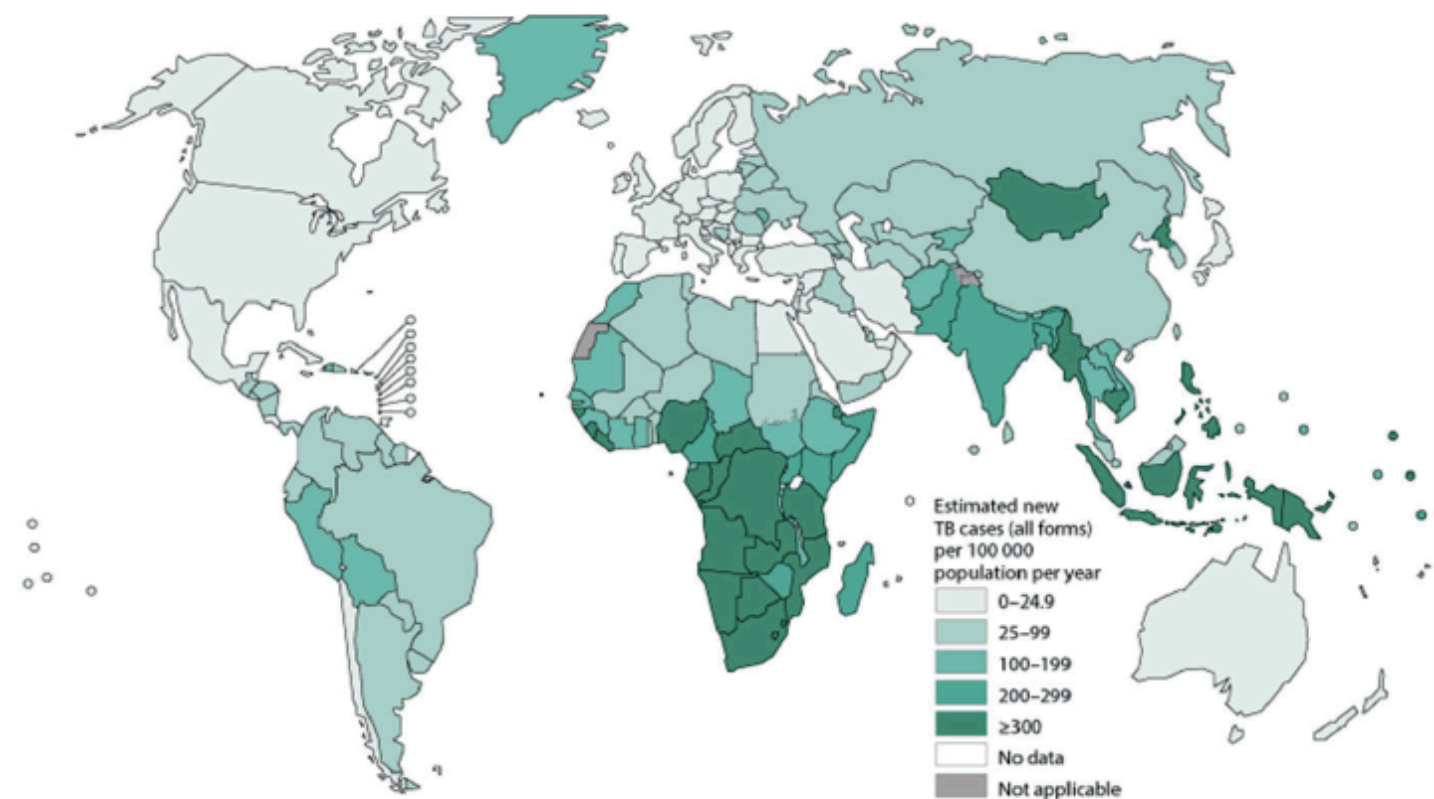 Estimated new
TB cases (all forms)
per 100 000
population per year
0–24.9
25–99
100–199
200–299
≥300
No data
Not applicable